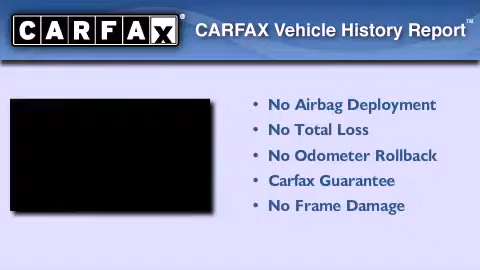 CARFAX® CARFAX Vehicle History Report™
• No Airbag Deployment
• No Total Loss
• No Odometer Rollback
• Carfax Guarantee
• No Frame Damage